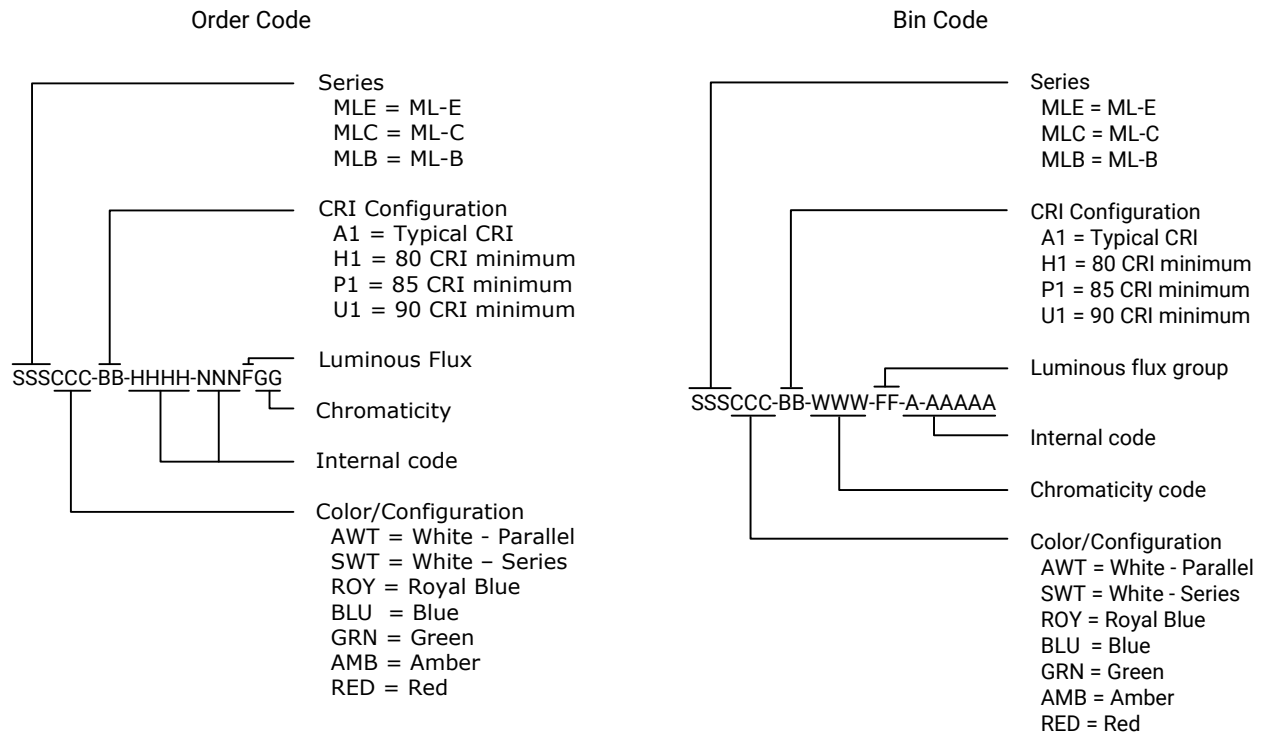 Order Code
Series
MLE = ML-E
MLC = ML-C
MLB = ML-B
CRI Configuration
A1 = Typical CRI
H1 = 80 CRI minimum
P1 = 85 CRI minimum
U1 = 90 CRI minimum
Luminous Flux
SSSCCC-BB-HHHH-NNNFGG
Chromaticity
Internal code
Color/Configuration
AWT = White - Parallel
SWT = White – Series
ROY = Royal Blue
BLU = Blue
GRN = Green
AMB = Amber
RED = Red
Bin Code
Series
MLE = ML-E
MLC = ML-C
MLB = ML-B
CRI Configuration
A1 = Typical CRI
H1 = 80 CRI minimum
P1 = 85 CRI minimum
U1 = 90 CRI minimum
Luminous flux group
SSSCCC-BB-WWW-FF-A-AAAAA
Internal code
Chromaticity code
Color/Configuration
AWT = White - Parallel
SWT = White - Series
ROY = Royal Blue
BLU = Blue
GRN = Green
AMB = Amber
RED = Red